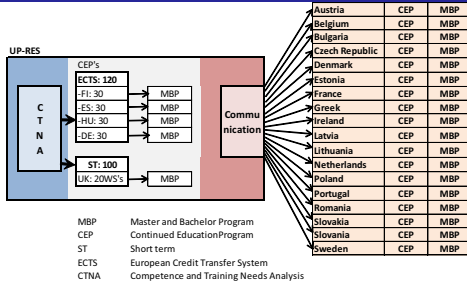 UP-RES
CEP's
ECTS: 120
-FI: 30 MBP
-ES: 30 MBP
-HU: 30 MBP
-DE: 30 MBP
C
T
N
A
ST: 100
UK: 20WS's MBP
Commu
nication
Austria CEP MBP
Belgium CEP MBP
Bulgaria CEP MBP
Czech Republic CEP MBP
Denmark CEP MBP
Estonia CEP MBP
France CEP MBP
Greek CEP MBP
Ireland CEP MBP
Latvia CEP MBP
Lithuania CEP MBP
Netherlands CEP MBP
Poland CEP MBP
Portugal CEP MBP
Romania CEP MBP
Slovakia CEP MBP
Slovania CEP MBP
Sweden CEP MBP
MBP Master and Bachelor Program
CEP Continued EducationProgram
ST Short term
ECTS European Credit Transfer System
CTNA Competence and Training Needs Analysis